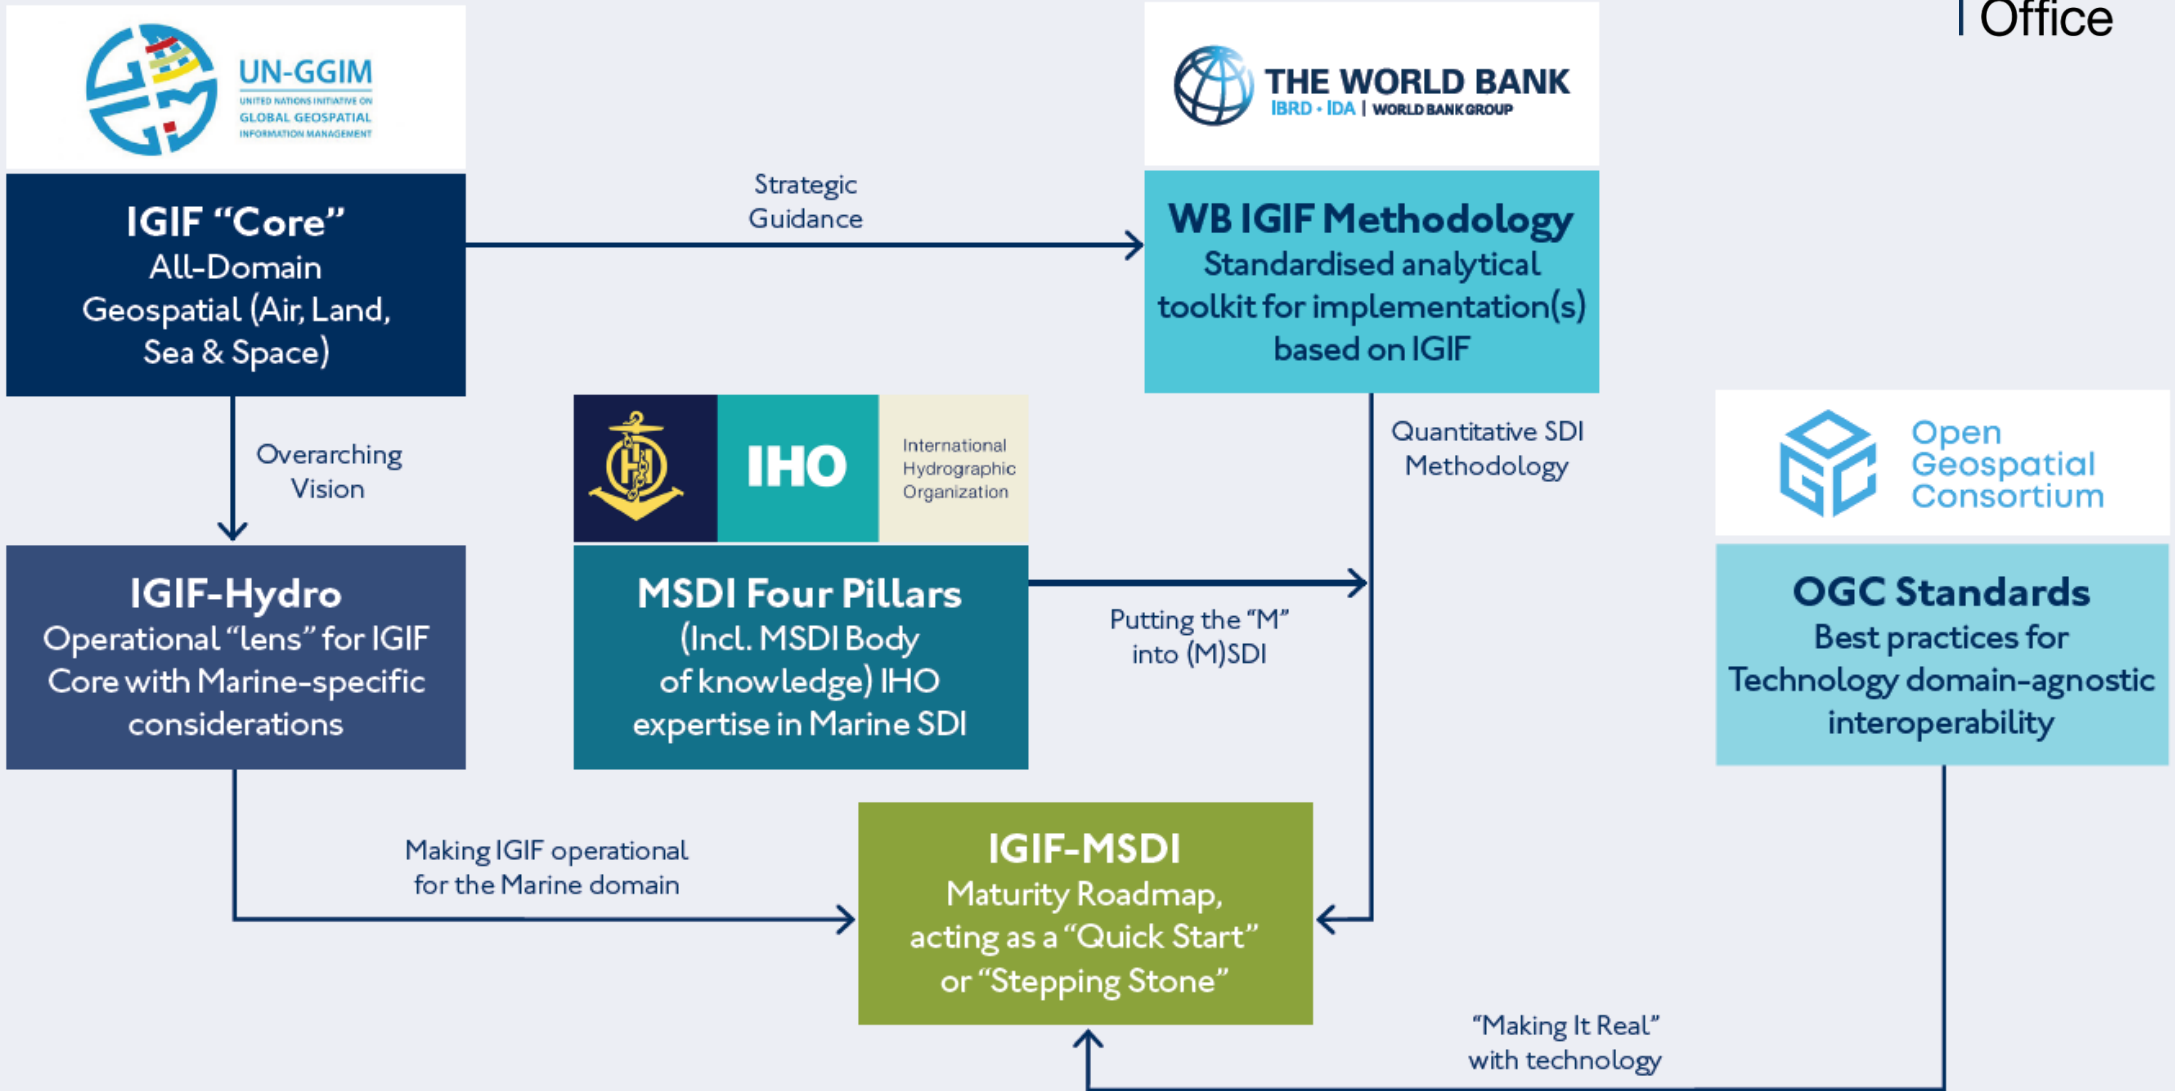 Office
UN-GGIM
UNITED NATIONS INITIATIVE ON
GLOBAL GEOSPATIAL
INFORMATION MANAGEMENT
THE WORLD BANK
IBRD • IDA | WORLD BANK GROUP
IGIF “Core”
All-Domain
Geospatial (Air, Land,
Sea & Space)
Strategic
Guidance
WB IGIF Methodology
Standardised analytical
toolkit for implementation(s)
based on IGIF
Overarching
Vision
IHO
International
Hydrographic
Organization
Quantitative SDI
Methodology
OGC
Open
Geospatial
Consortium
IGIF-Hydro
Operational “lens” for IGIF
Core with Marine-specific
considerations
MSDI Four Pillars
(Incl. MSDI Body
of knowledge) IHO
expertise in Marine SDI
Putting the “M”
into (M)SDI
OGC Standards
Best practices for
Technology domain-agnostic
interoperability
Making IGIF operational
for the Marine domain
IGIF-MSDI
Maturity Roadmap,
acting as a “Quick Start”
or “Stepping Stone”
“Making It Real”
with technology